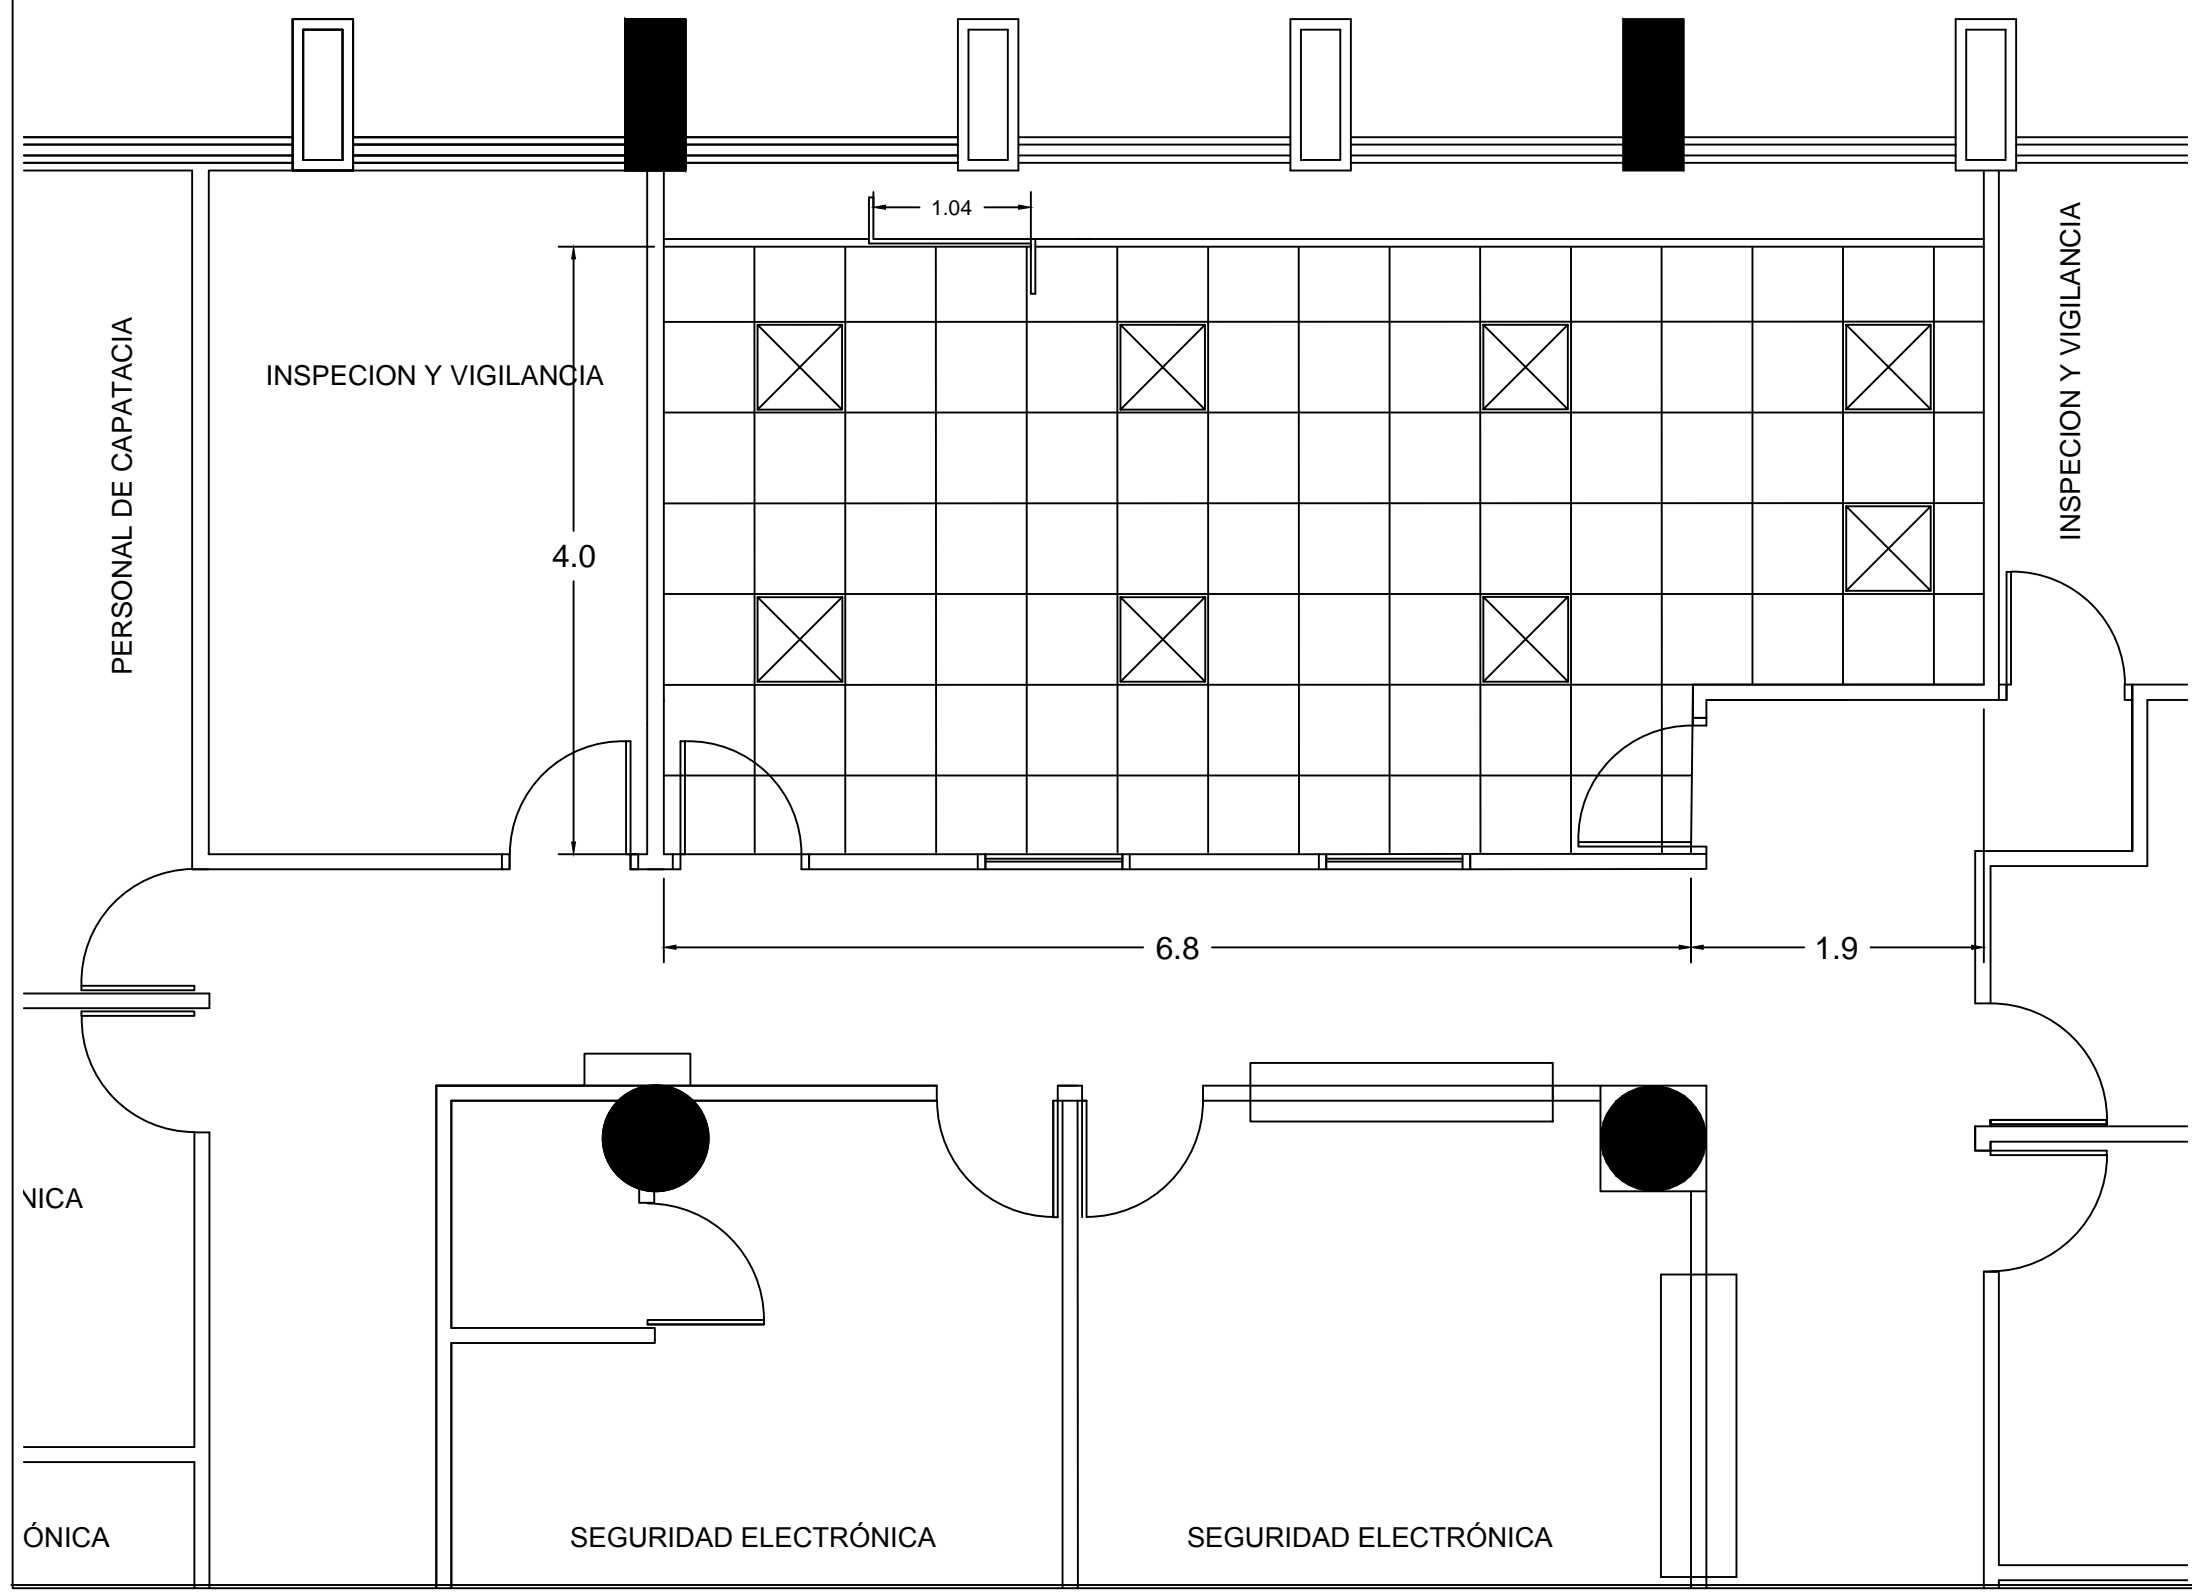 1.04
INSPECION Y VIGILANCIA
PERSONAL DE CAPATACIA
INSPECION Y VIGILANCIA
4.0
6.8
1.9
NICA
ÓNICA
SEGURIDAD ELECTRÓNICA
SEGURIDAD ELECTRÓNICA